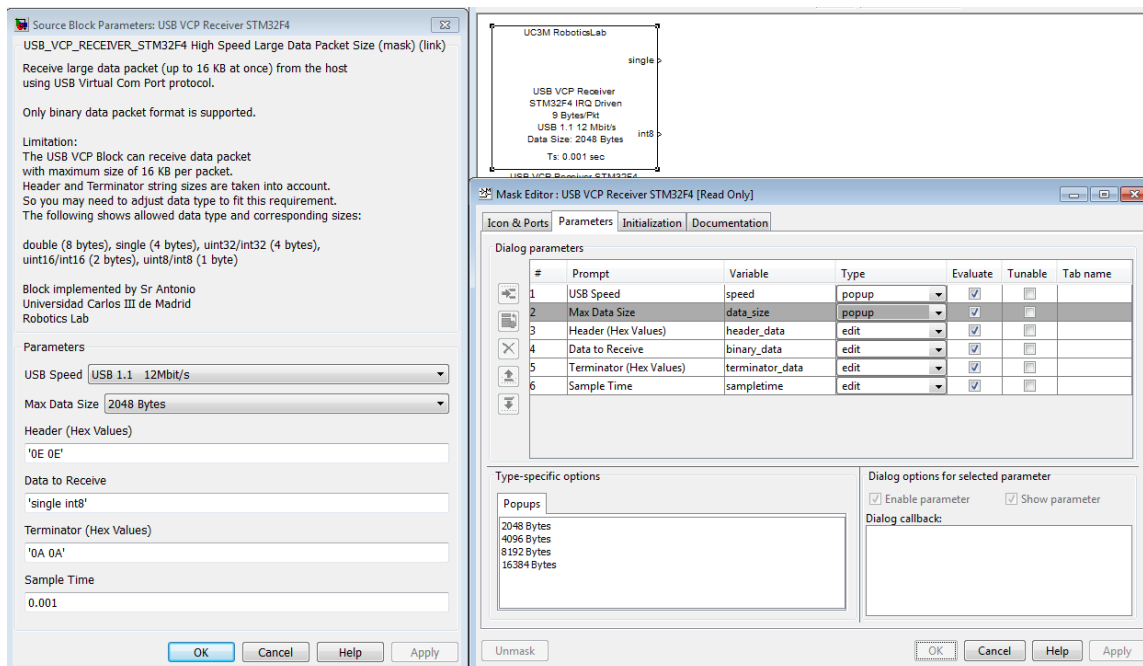 Source Block Parameters: USB VCP Receiver STM32F4
USB_VCP_RECEIVER_STM32F4 High Speed Large Data Packet Size (mask) (link)
Receive large data packet (up to 16 KB at once) from the host
using USB Virtual Com Port protocol.
Only binary data packet format is supported.
Limitation:
The USB VCP Block can receive data packet
with maximum size of 16 KB per packet.
Header and Terminator string sizes are taken into account.
So you may need to adjust data type to fit this requirement.
The following shows allowed data type and corresponding sizes:
double (8 bytes), single (4 bytes), uint32/int32 (4 bytes),
uint16/int16 (2 bytes), uint8/int8 (1 byte)
Block implemented by Sr Antonio
Universidad Carlos III de Madrid
Robotics Lab
Parameters
USB Speed USB 1.1 12Mbit/s
Max Data Size 2048 Bytes
Header (Hex Values)
'0E 0E'
Data to Receive
'single int8'
Terminator (Hex Values)
'0A 0A'
Sample Time
0.001
OK Cancel Help Apply
UC3M RoboticsLab
single
USB VCP Receiver
STM32F4 IRQ Driven
9 Bytes/Pkt
USB 1.1 12 Mbit/s
Data Size: 2048 Bytes
int8
Ts: 0.001 sec
USB VCP Receiver STM32F4
Mask Editor : USB VCP Receiver STM32F4 [Read Only]
Icon & Ports Parameters Initialization Documentation
Dialog parameters
# Prompt Variable Type Evaluate Tunable Tab name
1 USB Speed speed popup
2 Max Data Size data_size popup
3 Header (Hex Values) header_data edit
4 Data to Receive binary_data edit
5 Terminator (Hex Values) terminator_data edit
6 Sample Time sampletime edit
Type-specific options
Popups
2048 Bytes
4096 Bytes
8192 Bytes
16384 Bytes
Dialog options for selected parameter
Enable parameter Show parameter
Dialog callback:
Unmask OK Cancel Help Apply